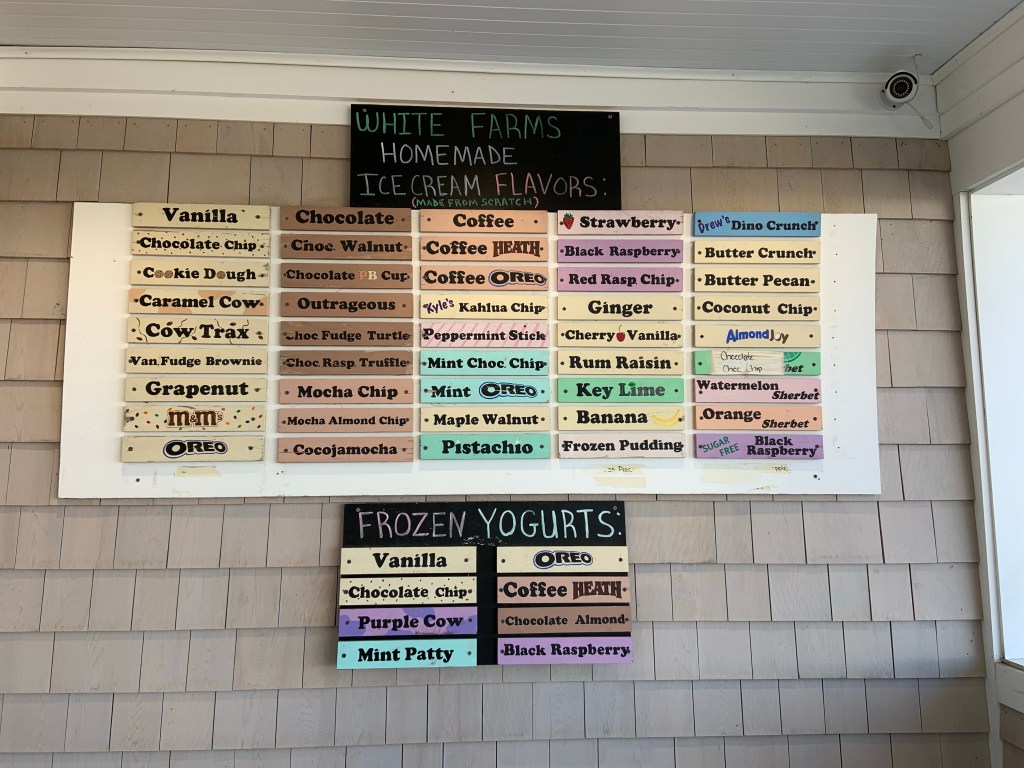 WHITE FARMS
HOMEMADE
ICE CREAM FLAVORS:
(MADE FROM SCRATCH)
Vanilla
Chocolate Chip
Cookie Dough
Caramel Cow
Cow Trax
Van. Fudge Brownie
Grapenut
m&m's
OREO
Chocolate
Choc. Walnut
Chocolate PB Cup
Outrageous
Choc Fudge Turtle
Choc. Rasp. Truffle
Mocha Chip
Mocha Almond Chip
Cocojamocha
Coffee
Coffee HEATH
Coffee OREO
Kyle's Kahlua Chip
Peppermint Stick
Mint Choc. Chip
Mint OREO
Maple Walnut
Pistachio
Strawberry
Black Raspberry
Red Rasp. Chip
Ginger
Cherry Vanilla
Rum Raisin
Key Lime
Banana
Frozen Pudding
Drew's Dino Crunch
Butter Crunch
Butter Pecan
Coconut Chip
Almond Joy
Chocolate
Choc Chip
bet
Watermelon
Sherbet
Orange
Sherbet
SUGAR FREE Black Raspberry
FROZEN YOGURTS:
Vanilla
Chocolate Chip
Purple Cow
Mint Patty
OREO
Coffee HEATH
Chocolate Almond
Black Raspberry